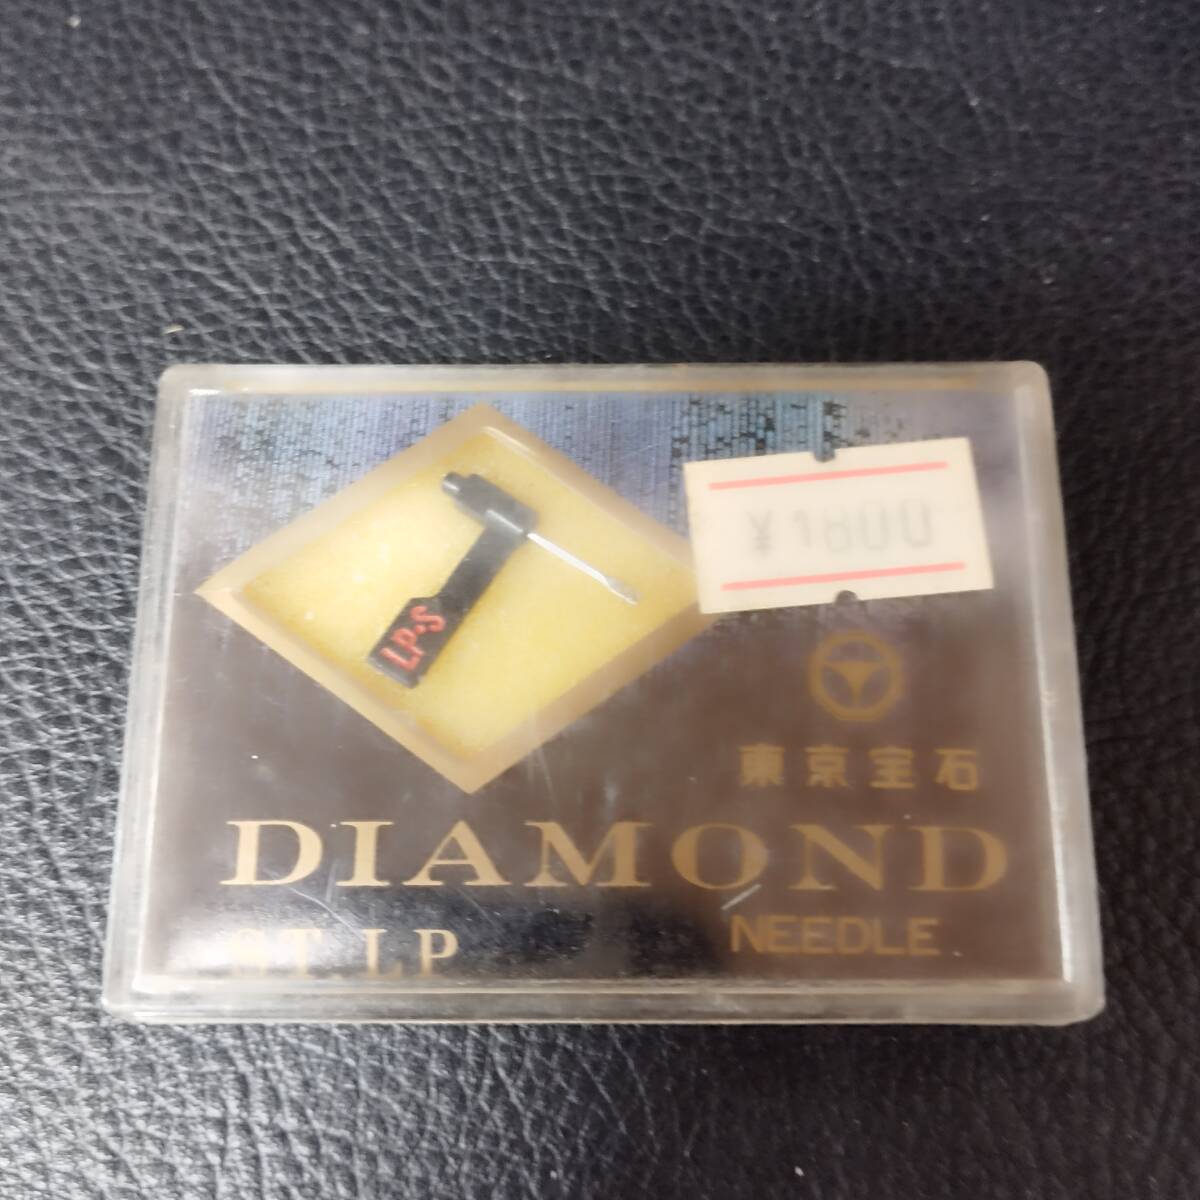 ¥1800
LP-S
東京宝石
DIAMOND
NEEDLE
ST LP